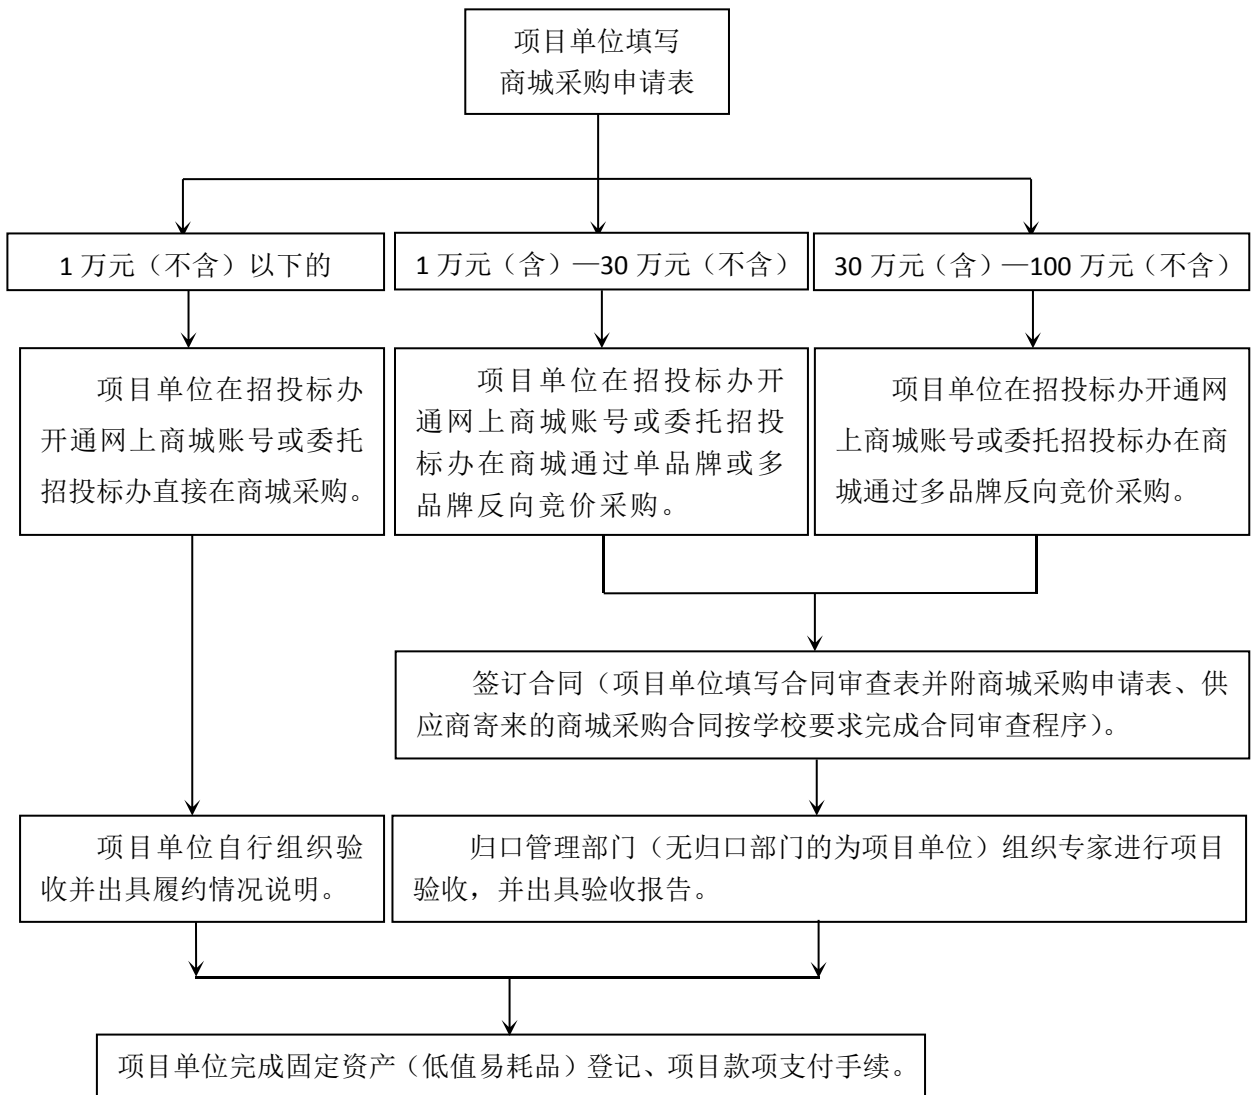 项目单位填写
商城采购申请表
1 万元（不含）以下的
1 万元（含）—30 万元（不含）
30 万元（含）—100 万元（不含）
项目单位在招投标办
开通网上商城账号或委托
招投标办直接在商城采购。
项目单位在招投标办开
通网上商城账号或委托招投
标办在商城通过单品牌或多
品牌反向竞价采购。
项目单位在招投标办开通网
上商城账号或委托招投标办在商
城通过多品牌反向竞价采购。
签订合同（项目单位填写合同审查表并附商城采购申请表、供
应商寄来的商城采购合同按学校要求完成合同审查程序）。
项目单位自行组织验
收并出具履约情况说明。
归口管理部门（无归口部门的为项目单位）组织专家进行项目
验收，并出具验收报告。
项目单位完成固定资产（低值易耗品）登记、项目款项支付手续。